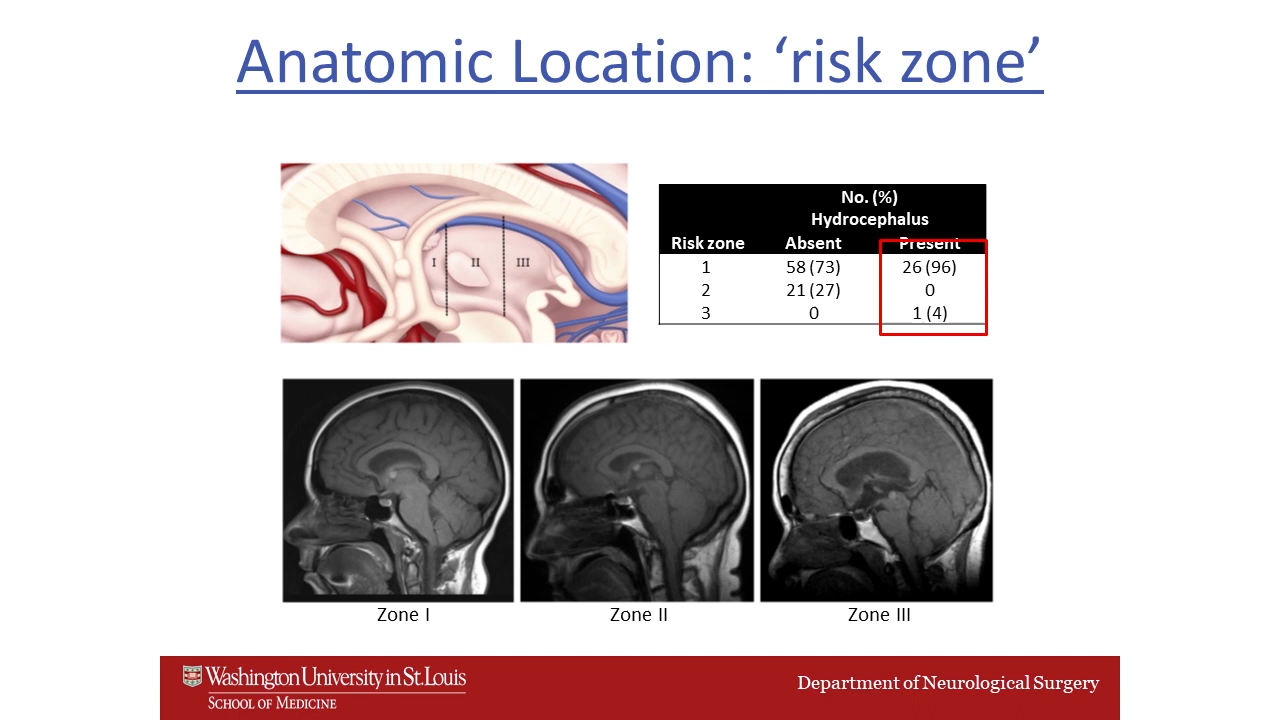 Anatomic Location: ‘risk zone’
I II III
No. (%)
Hydrocephalus
Risk zone Absent Present
1 58 (73) 26 (96)
2 21 (27) 0
3 0 1 (4)
Zone I Zone II Zone III
Washington University in St. Louis
SCHOOL OF MEDICINE
Department of Neurological Surgery